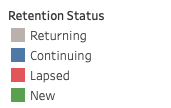 Retention Status
Returning
Continuing
Lapsed
New